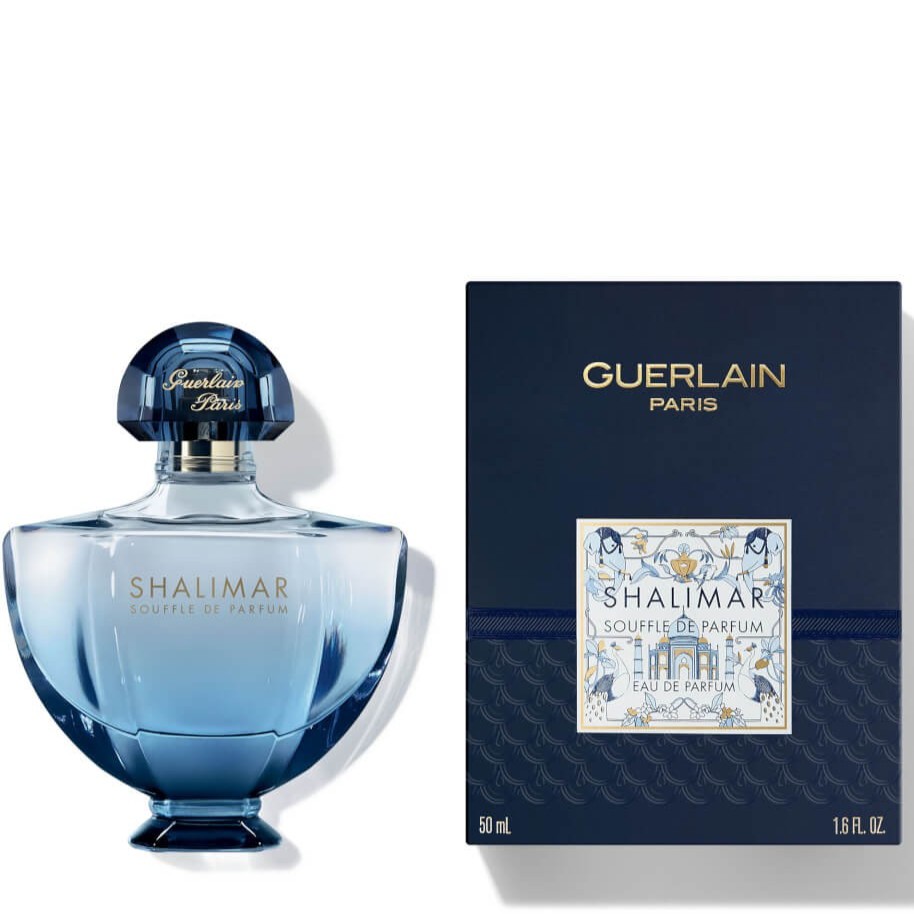 Guerlain
Paris
SHALIMAR
SOUFFLE DE PARFUM
GUERLAIN
PARIS
SHALIMAR
SOUFFLE DE PARFUM
EAU DE PARFUM
50 mL
1.6 FL. OZ.